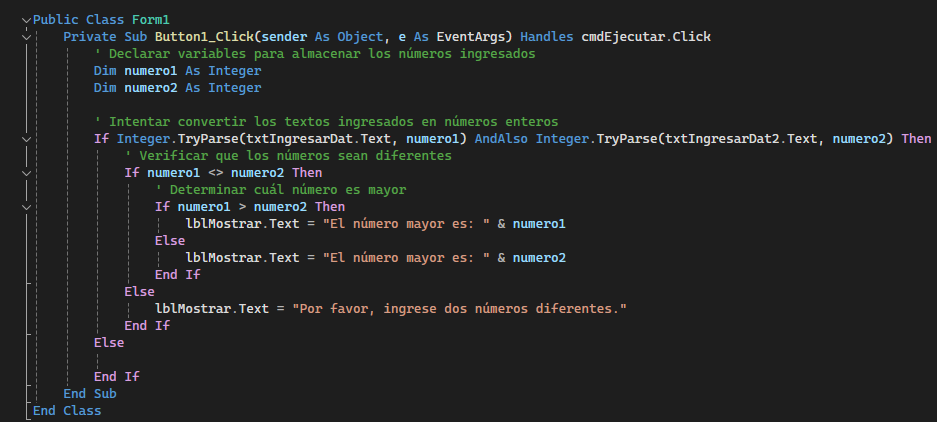 Public Class Form1
Private Sub Button1_Click(sender As Object, e As EventArgs) Handles cmdEjecutar.Click
' Declarar variables para almacenar los números ingresados
Dim numero1 As Integer
Dim numero2 As Integer
' Intentar convertir los textos ingresados en números enteros
If Integer.TryParse(txtIngresarDat.Text, numero1) AndAlso Integer.TryParse(txtIngresarDat2.Text, numero2) Then
' Verificar que los números sean diferentes
If numero1 <> numero2 Then
' Determinar cuál número es mayor
If numero1 > numero2 Then
lblMostrar.Text = "El número mayor es: " & numero1
Else
lblMostrar.Text = "El número mayor es: " & numero2
End If
Else
lblMostrar.Text = "Por favor, ingrese dos números diferentes."
End If
Else
End If
End Sub
End Class